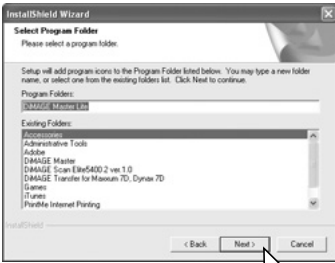 InstallShield Wizard
Select Program Folder
Please select a program folder.
Setup will add program icons to the Program Folder listed below. You may type a new folder
name, or select one from the existing folders list. Click Next to continue.
Program Folders:
DiMAGE Master Lite
Existing Folders:
Accessories
Administrative Tools
Adobe
DiMAGE Master
DiMAGE Scan Elite5400 2 ver.1.0
DiMAGE Transfer for Maxxum 7D, Dynax 7D
Games
iTunes
PrintMe Internet Printing
InstallShield
< Back
Next >
Cancel